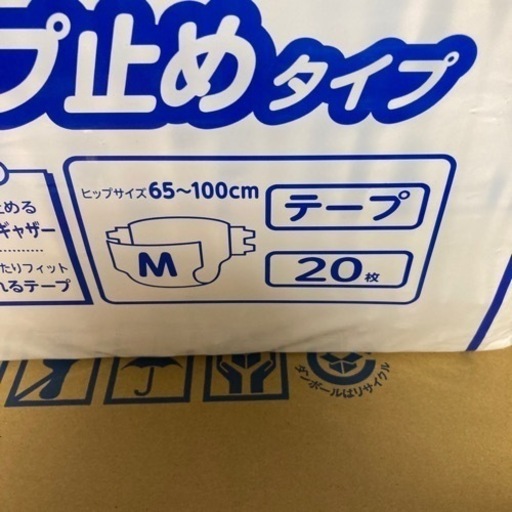 プ止めタイプ
ヒップサイズ65〜100cm
テープ
M
20枚
止める
ギャザー
たりフィット
れるテープ
ダンボールはリサイクル